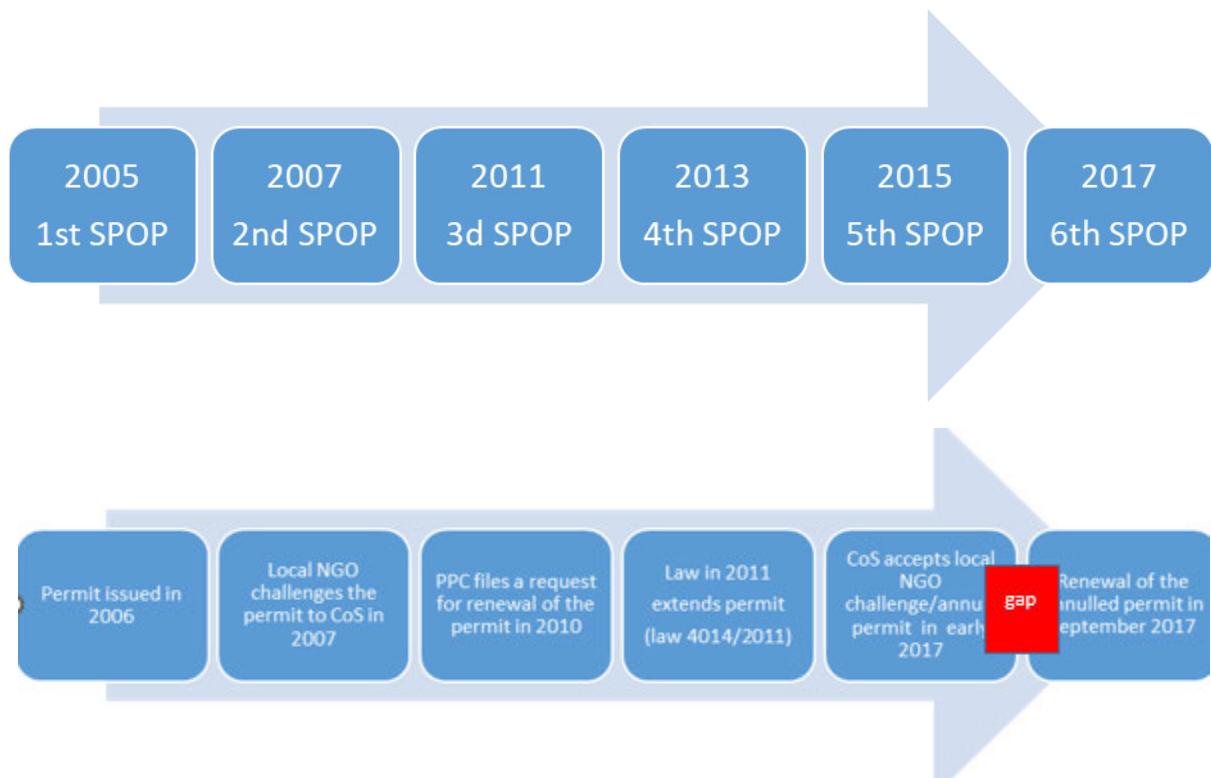 2005
1st SPOP
2007
2nd SPOP
2011
3d SPOP
2013
4th SPOP
2015
5th SPOP
2017
6th SPOP
Permit issued in
2006
Local NGO
challenges the
permit to CoS in
2007
PPC files a request
for renewal of the
permit in 2010
Law in 2011
extends permit
(law 4014/2011)
CoS accepts local
NGO
challenge/annu
permit in early
2017
gap
Renewal of the
nnulled permit in
eptember 2017